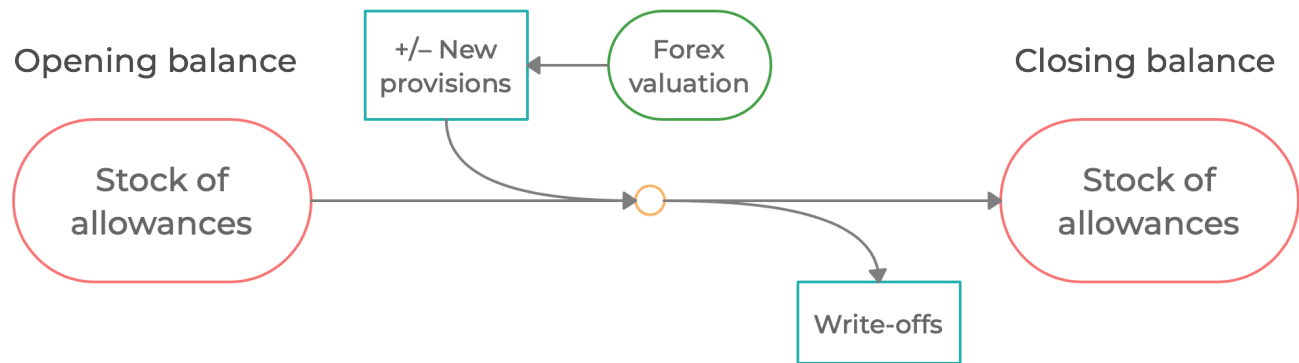 Opening balance
+/– New
provisions
Forex
valuation
Closing balance
Stock of
allowances
Stock of
allowances
Write-offs